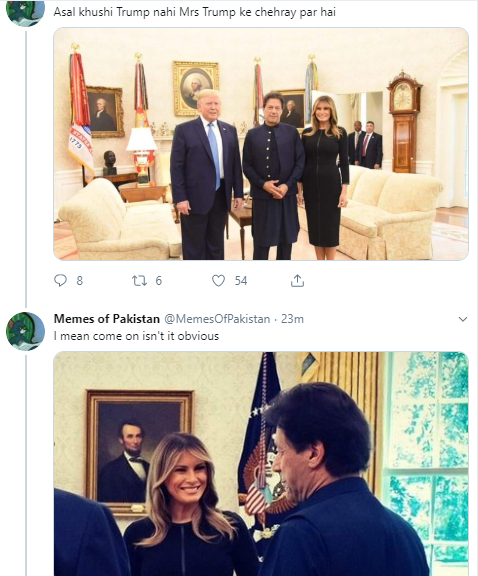 Asal khushi Trump nahi Mrs Trump ke chehray par hai
1775
8
6
54
Memes of Pakistan @MemesOfPakistan · 23m
I mean come on isn't it obvious